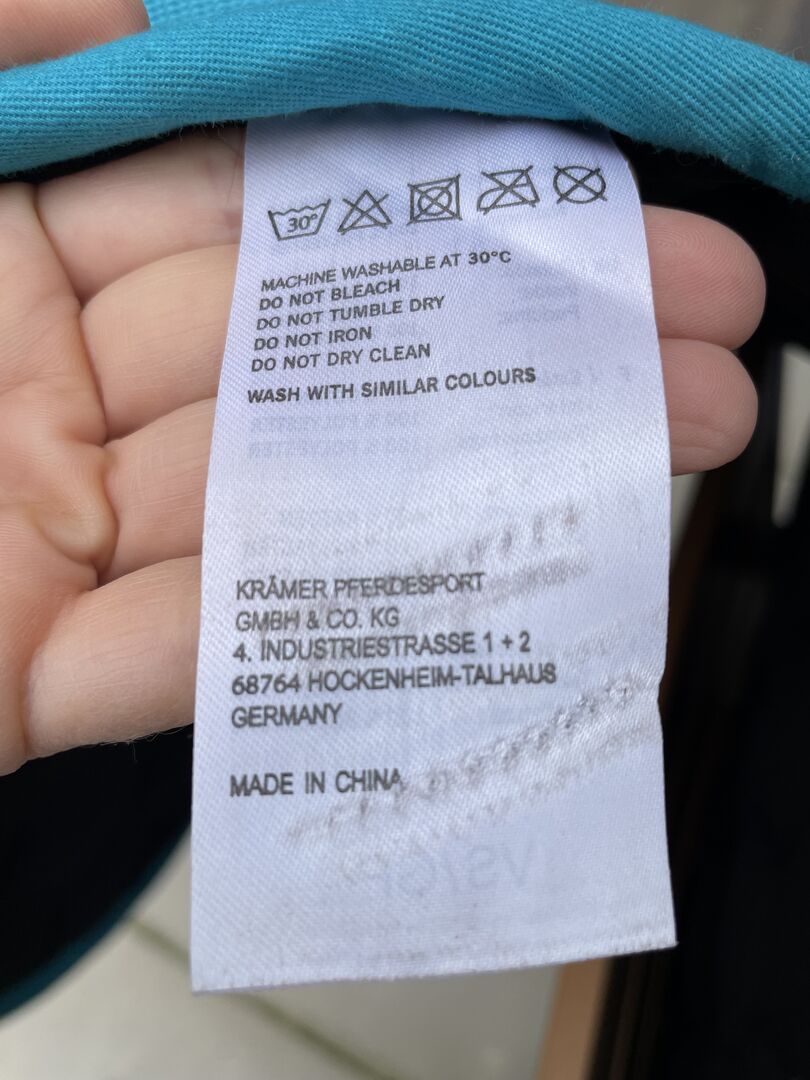 30°
MACHINE WASHABLE AT 30°C
DO NOT BLEACH
DO NOT TUMBLE DRY
DO NOT IRON
DO NOT DRY CLEAN
WASH WITH SIMILAR COLOURS
KRÄMER PFERDESPORT
GMBH & CO. KG
4. INDUSTRIESTRASSE 1 + 2
68764 HOCKENHEIM-TALHAUS
GERMANY
MADE IN CHINA